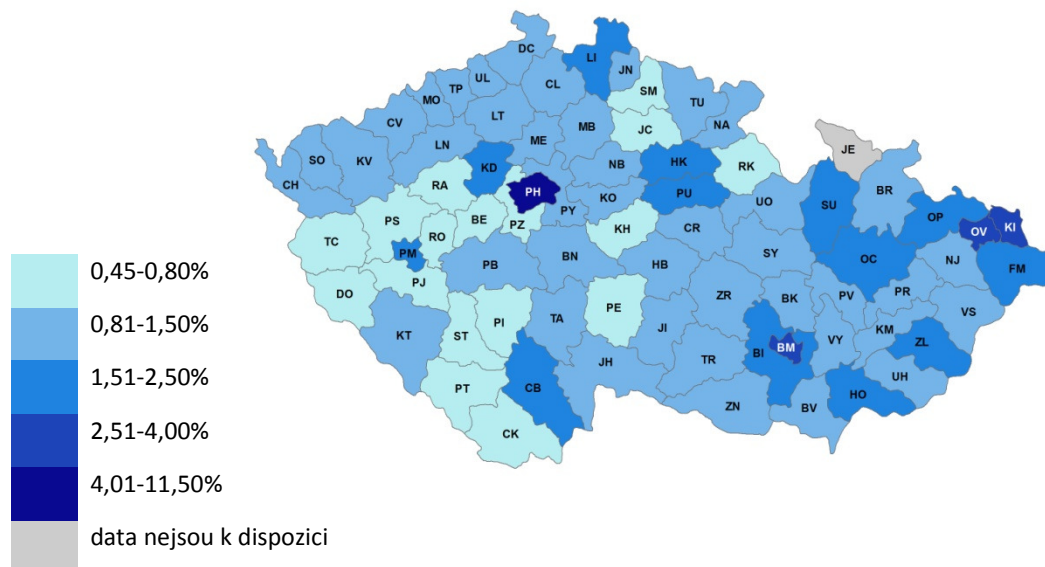 DC
LI
JN
UL
TP
MO
CL
SM
TU
CV
LT
ME
MB
JC
NA
SO
KV
LN
KD
NB
HK
RK
JE
CH
RA
PH
KO
PU
UO
SU
BR
PS
BE
PZ
PY
KH
CR
OP
OV
KI
TC
RO
PM
PB
BN
HB
SY
OC
NJ
FM
DO
PJ
PI
PE
ZR
BK
PV
PR
VS
KT
ST
TA
JI
BI
BM
VY
KM
ZL
PT
CB
JH
TR
UH
HO
CK
ZN
BV
0,45-0,80%
0,81-1,50%
1,51-2,50%
2,51-4,00%
4,01-11,50%
data nejsou k dispozici